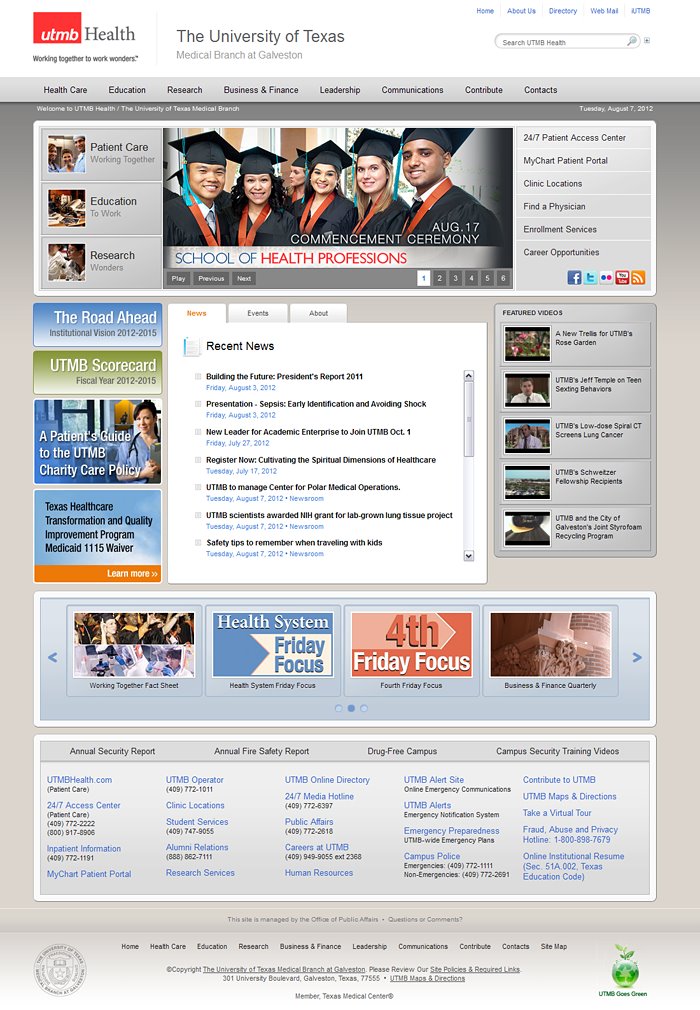 Home About Us Directory Web Mail iUTMB
utmb Health
Working together to work wonders.™
The University of Texas
Medical Branch at Galveston
Search UTMB Health
Health Care Education Research Business & Finance Leadership Communications Contribute Contacts
Welcome to UTMB Health / The University of Texas Medical Branch
Tuesday, August 7, 2012
Patient Care
Working Together
Education
To Work
Research
Wonders
AUG.17
COMMENCEMENT CEREMONY
SCHOOL OF HEALTH PROFESSIONS
Play Previous Next 1 2 3 4 5 6
24/7 Patient Access Center
MyChart Patient Portal
Clinic Locations
Find a Physician
Enrollment Services
Career Opportunities
You Tube
The Road Ahead
Institutional Vision 2012-2015
UTMB Scorecard
Fiscal Year 2012-2015
A Patient's Guide
to the UTMB
Charity Care Policy
Texas Healthcare
Transformation and Quality
Improvement Program
Medicaid 1115 Waiver
Learn more >>
News Events About
Recent News
Building the Future: President's Report 2011
Friday, August 3, 2012
Presentation - Sepsis: Early Identification and Avoiding Shock
Friday, August 3, 2012
New Leader for Academic Enterprise to Join UTMB Oct. 1
Friday, July 27, 2012
Register Now: Cultivating the Spiritual Dimensions of Healthcare
Tuesday, July 17, 2012
UTMB to manage Center for Polar Medical Operations.
Tuesday, August 7, 2012 • Newsroom
UTMB scientists awarded NIH grant for lab-grown lung tissue project
Tuesday, August 7, 2012 • Newsroom
Safety tips to remember when traveling with kids
Tuesday, August 7, 2012 • Newsroom
FEATURED VIDEOS
A New Trellis for UTMB's
Rose Garden
UTMB's Jeff Temple on Teen
Sexting Behaviors
UTMB's Low-dose Spiral CT
Screens Lung Cancer
UTMB's Schweitzer
Fellowship Recipients
UTMB and the City of
Galveston's Joint Styrofoam
Recycling Program
Health System
Friday
Focus
4th
Friday Focus
Working Together Fact Sheet
Health System Friday Focus
Fourth Friday Focus
Business & Finance Quarterly
Annual Security Report Annual Fire Safety Report Drug-Free Campus Campus Security Training Videos
UTMBHealth.com
(Patient Care)
24/7 Access Center
(Patient Care)
(409) 772-2222
(800) 917-8906
Inpatient Information
(409) 772-1191
MyChart Patient Portal
UTMB Operator
(409) 772-1011
Clinic Locations
Student Services
(409) 747-9055
Alumni Relations
(888) 862-7111
Research Services
UTMB Online Directory
24/7 Media Hotline
(409) 772-6397
Public Affairs
(409) 772-2618
Careers at UTMB
(409) 949-9055 ext 2368
Human Resources
UTMB Alert Site
Online Emergency Communications
UTMB Alerts
Emergency Notification System
Emergency Preparedness
UTMB-wide Emergency Plans
Campus Police
Emergencies: (409) 772-1111
Non-Emergencies: (409) 772-2691
Contribute to UTMB
UTMB Maps & Directions
Take a Virtual Tour
Fraud, Abuse and Privacy
Hotline: 1-800-898-7679
Online Institutional Resume
(Sec. 51A.002, Texas
Education Code)
This site is managed by the Office of Public Affairs • Questions or Comments?
Home Health Care Education Research Business & Finance Leadership Communications Contribute Contacts Site Map
©Copyright The University of Texas Medical Branch at Galveston. Please Review Our Site Policies & Required Links.
301 University Boulevard, Galveston, Texas, 77555 • UTMB Maps & Directions
Member, Texas Medical Center®
UTMB Goes Green